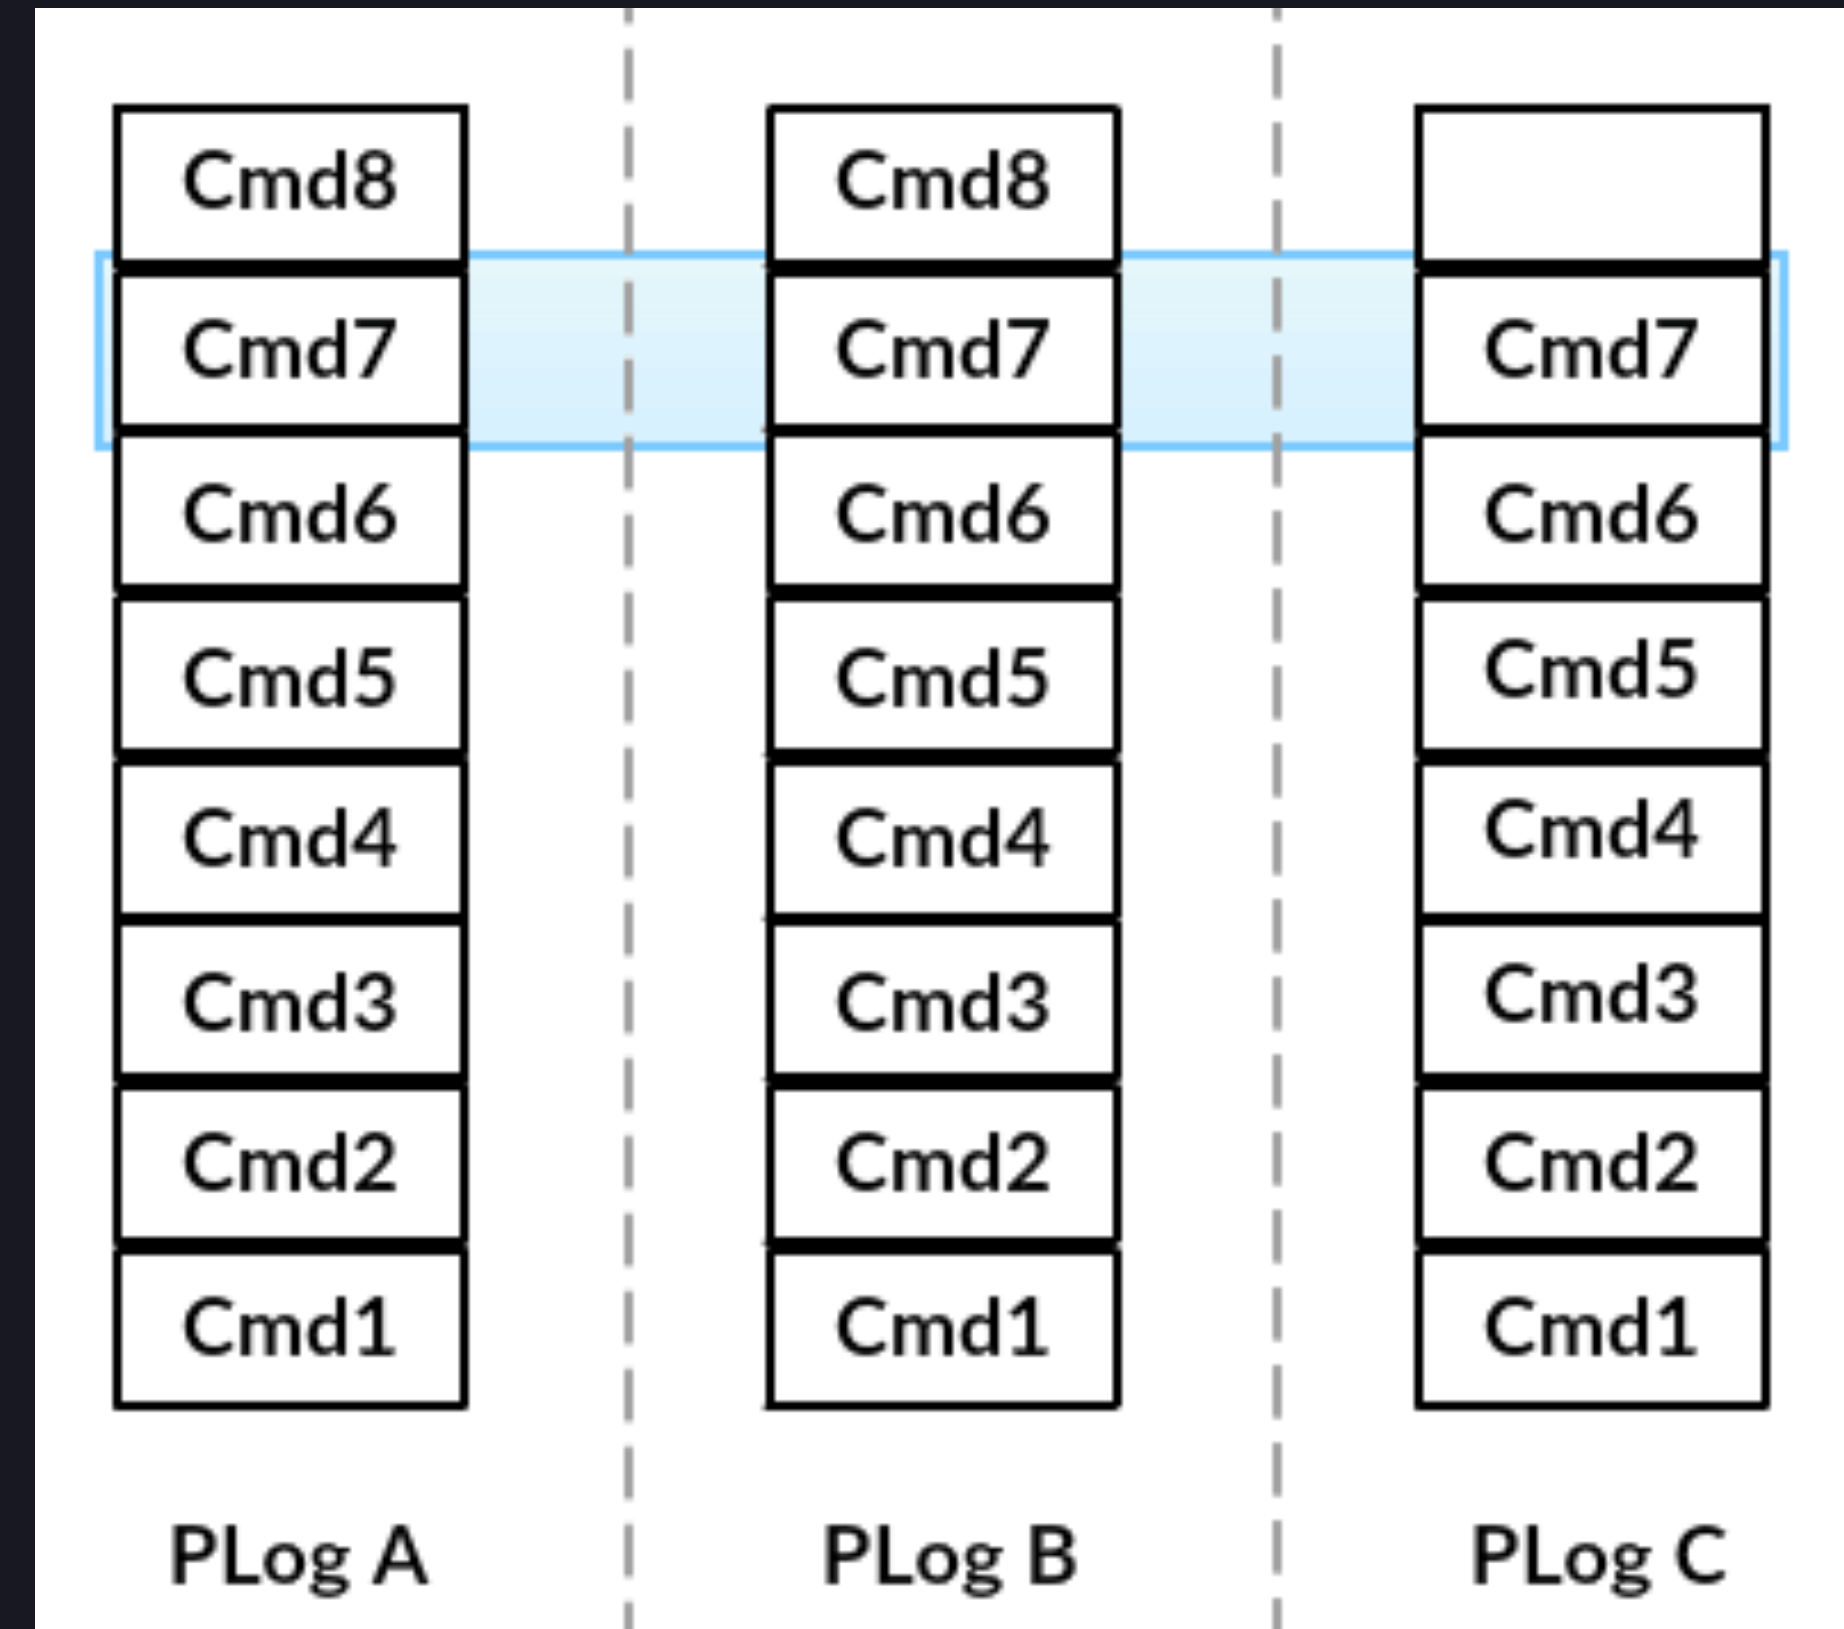 Cmd8 Cmd8
Cmd7 Cmd7 Cmd7
Cmd6 Cmd6 Cmd6
Cmd5 Cmd5 Cmd5
Cmd4 Cmd4 Cmd4
Cmd3 Cmd3 Cmd3
Cmd2 Cmd2 Cmd2
Cmd1 Cmd1 Cmd1
PLog A PLog B PLog C